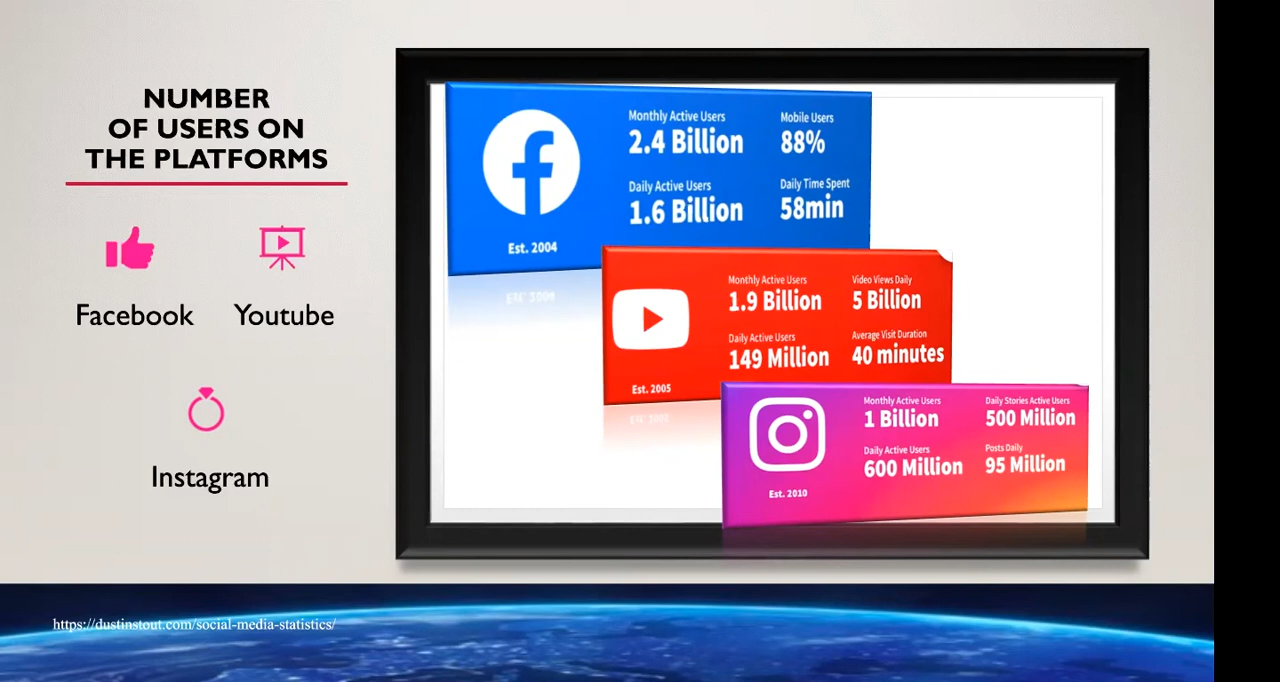 NUMBER
OF USERS ON
THE PLATFORMS
Facebook
Youtube
Instagram
Monthly Active Users
2.4 Billion
Mobile Users
88%
Daily Active Users
1.6 Billion
Daily Time Spent
58min
Est. 2004
Monthly Active Users
1.9 Billion
Video Views Daily
5 Billion
Daily Active Users
149 Million
Average Visit Duration
40 minutes
Est. 2005
Monthly Active Users
1 Billion
Daily Stories Active Users
500 Million
Daily Active Users
600 Million
Posts Daily
95 Million
Est. 2010
https://dustinstout.com/social-media-statistics/